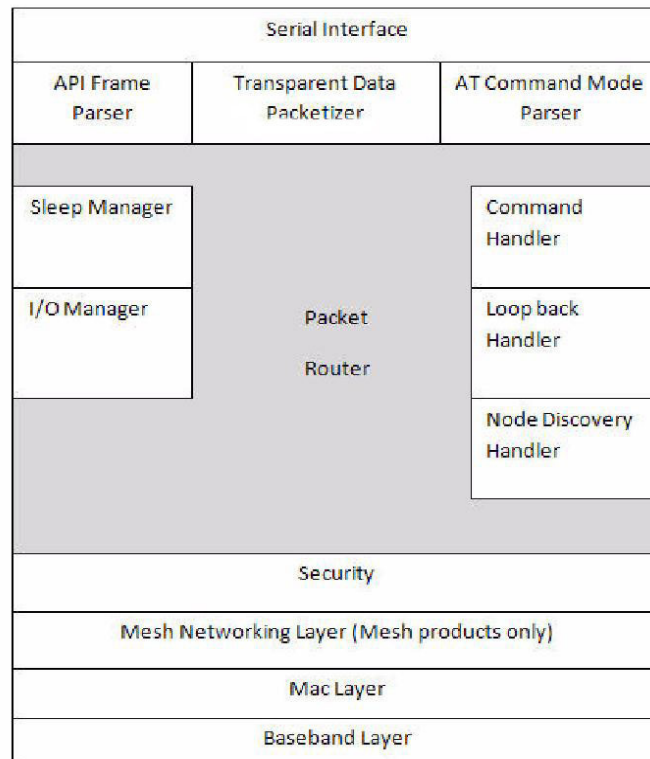 Serial Interface
API Frame
Parser
Transparent Data
Packetizer
AT Command Mode
Parser
Sleep Manager
Command
Handler
I/O Manager
Loop back
Handler
Packet
Router
Node Discovery
Handler
Security
Mesh Networking Layer (Mesh products only)
Mac Layer
Baseband Layer